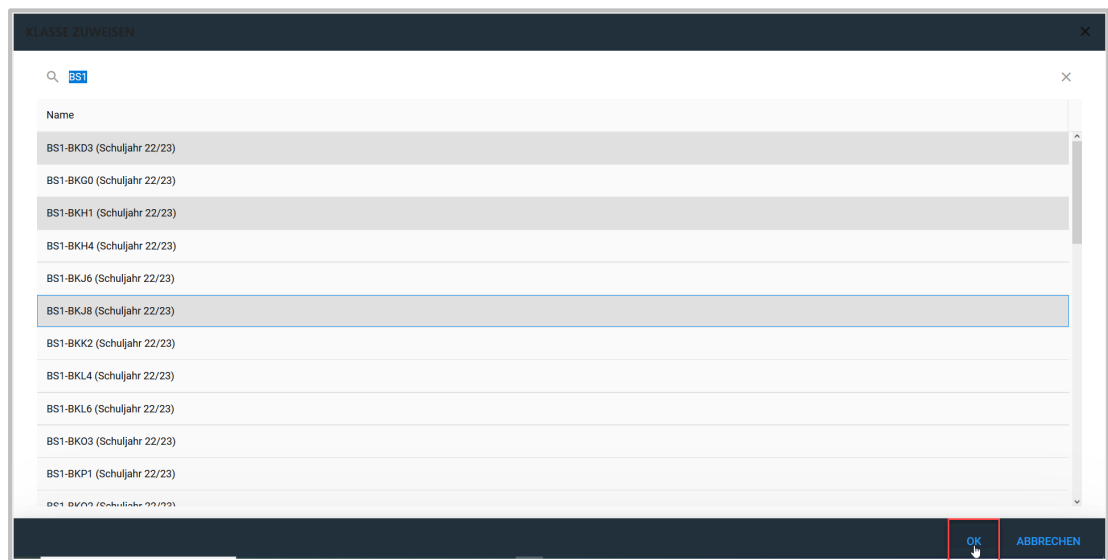 KLASSE ZUWEISEN
BS1
Name
BS1-BKD3 (Schuljahr 22/23)
BS1-BKG0 (Schuljahr 22/23)
BS1-BKH1 (Schuljahr 22/23)
BS1-BKH4 (Schuljahr 22/23)
BS1-BKJ6 (Schuljahr 22/23)
BS1-BKJ8 (Schuljahr 22/23)
BS1-BKK2 (Schuljahr 22/23)
BS1-BKL4 (Schuljahr 22/23)
BS1-BKL6 (Schuljahr 22/23)
BS1-BKO3 (Schuljahr 22/23)
BS1-BKP1 (Schuljahr 22/23)
(Schuljahr 22/23)
OK ABBRECHEN